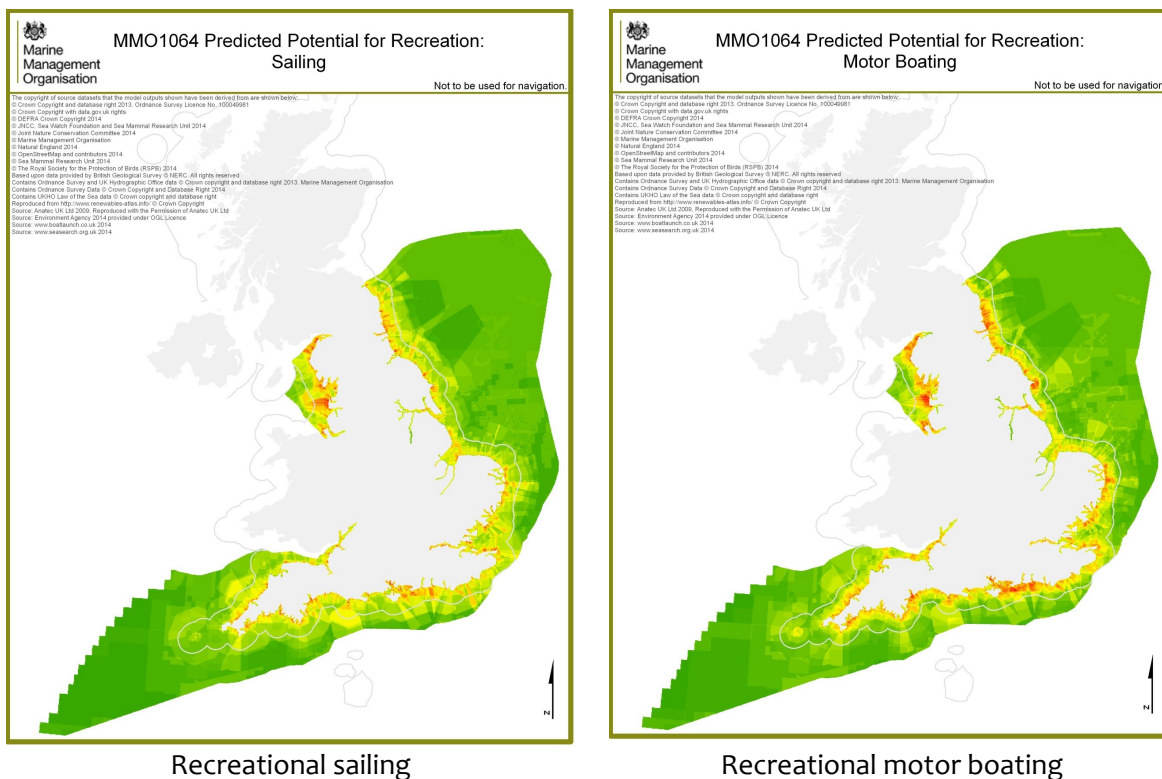 Marine
Management
Organisation
MMO1064 Predicted Potential for Recreation:
Sailing
Not to be used for navigation.
The copyright of source datasets that the model outputs shown have been derived from are shown below:....
© Crown Copyright and database right 2013. Ordnance Survey Licence No. 100049981
© Crown Copyright with data.gov.uk rights
© DEFRA Crown Copyright 2014
© JNCC, Sea Watch Foundation and Sea Mammal Research Unit 2014
© Joint Nature Conservation Committee 2014
© Marine Management Organisation
© Natural England 2014
© OpenStreetMap and contributors 2014
© Sea Mammal Research Unit 2014
© The Royal Society for the Protection of Birds (RSPB) 2014
Based upon data provided by British Geological Survey © NERC. All rights reserved
Contains Ordnance Survey and UK Hydrographic Office data © Crown copyright and database right 2013. Marine Management Organisation
Contains Ordnance Survey Data © Crown Copyright and Database Right 2014
Contains UKHO Law of the Sea data © Crown copyright and database right
Reproduced from http://www.renewables-atlas.info/ © Crown Copyright
Source: Anatec UK Ltd 2009, Reproduced with the Permission of Anatec UK Ltd
Source: Environment Agency 2014 provided under OGL Licence
Source: www.boatlaunch.co.uk 2014
Source: www.seasearch.org.uk 2014
N
Recreational sailing
Marine
Management
Organisation
MMO1064 Predicted Potential for Recreation:
Motor Boating
Not to be used for navigation.
The copyright of source datasets that the model outputs shown have been derived from are shown below:....
© Crown Copyright and database right 2013. Ordnance Survey Licence No. 100049981
© Crown Copyright with data.gov.uk rights
© DEFRA Crown Copyright 2014
© JNCC, Sea Watch Foundation and Sea Mammal Research Unit 2014
© Joint Nature Conservation Committee 2014
© Marine Management Organisation
© Natural England 2014
© OpenStreetMap and contributors 2014
© Sea Mammal Research Unit 2014
© The Royal Society for the Protection of Birds (RSPB) 2014
Based upon data provided by British Geological Survey © NERC. All rights reserved
Contains Ordnance Survey and UK Hydrographic Office data © Crown copyright and database right 2013. Marine Management Organisation
Contains Ordnance Survey Data © Crown Copyright and Database Right 2014
Contains UKHO Law of the Sea data © Crown copyright and database right
Reproduced from http://www.renewables-atlas.info/ © Crown Copyright
Source: Anatec UK Ltd 2009, Reproduced with the Permission of Anatec UK Ltd
Source: Environment Agency 2014 provided under OGL Licence
Source: www.boatlaunch.co.uk 2014
Source: www.seasearch.org.uk 2014
N
Recreational motor boating